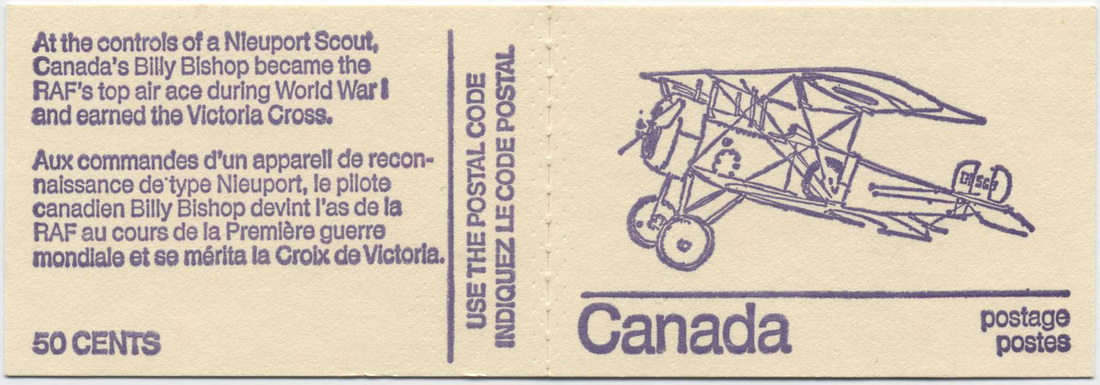 At the controls of a Nieuport Scout,
Canada's Billy Bishop became the
RAF's top air ace during World War I
and earned the Victoria Cross.
Aux commandes d'un appareil de recon-
naissance de type Nieuport, le pilote
canadien Billy Bishop devint l'as de la
RAF au cours de la Première guerre
mondiale et se mérita la Croix de Victoria.
50 CENTS
USE THE POSTAL CODE
INDIQUEZ LE CODE POSTAL
Canada
postage
postes